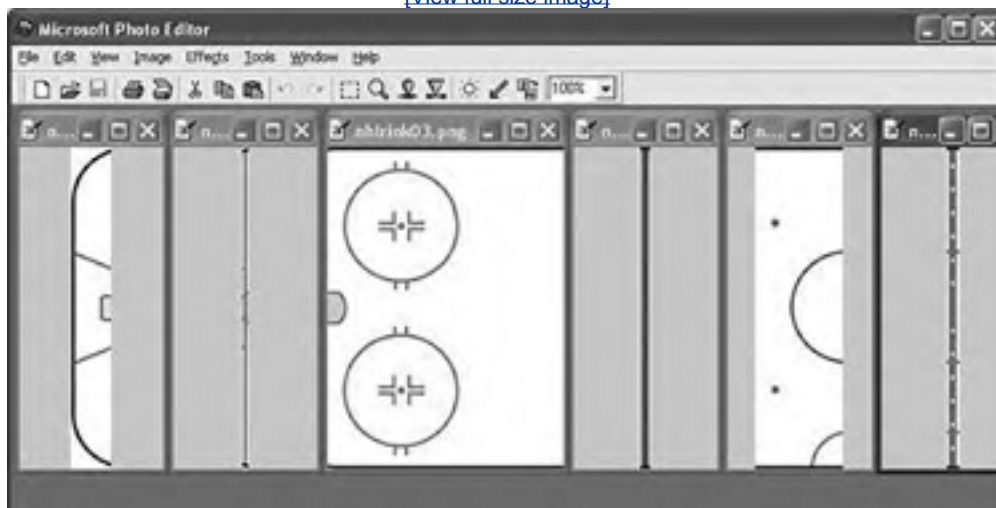 [View full size image]
Microsoft Photo Editor
File Edit View Image Effects Tools Window Help
100%
n... n... nhlrink03.png n... n... n...